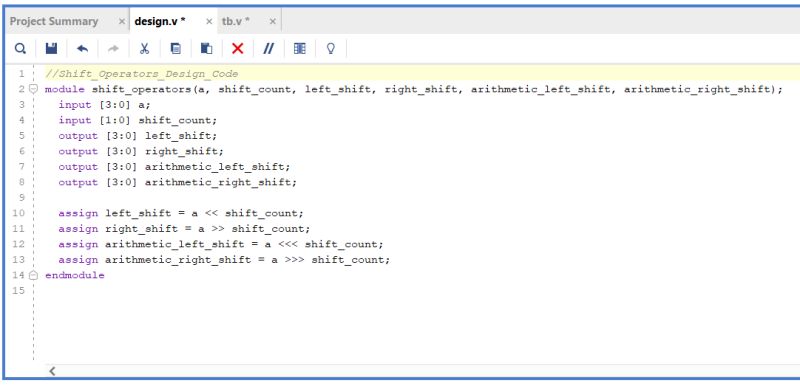 Project Summary × design.v * × tb.v * ×
1 //Shift_Operators_Design_Code
2 module shift_operators(a, shift_count, left_shift, right_shift, arithmetic_left_shift, arithmetic_right_shift);
3 input [3:0] a;
4 input [1:0] shift_count;
5 output [3:0] left_shift;
6 output [3:0] right_shift;
7 output [3:0] arithmetic_left_shift;
8 output [3:0] arithmetic_right_shift;
9
10 assign left_shift = a << shift_count;
11 assign right_shift = a >> shift_count;
12 assign arithmetic_left_shift = a <<< shift_count;
13 assign arithmetic_right_shift = a >>> shift_count;
14 endmodule
15